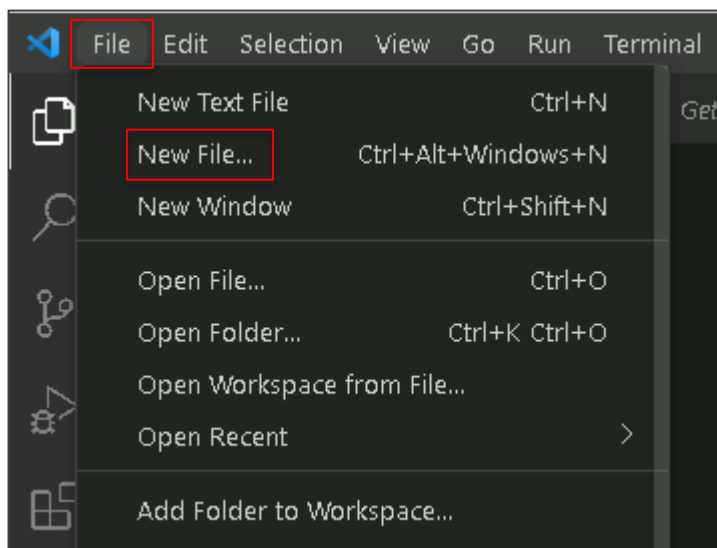 File Edit Selection View Go Run Terminal
New Text File Ctrl+N
Get
New File... Ctrl+Alt+Windows+N
New Window Ctrl+Shift+N
Open File... Ctrl+O
Open Folder... Ctrl+K Ctrl+O
Open Workspace from File...
Open Recent
Add Folder to Workspace...